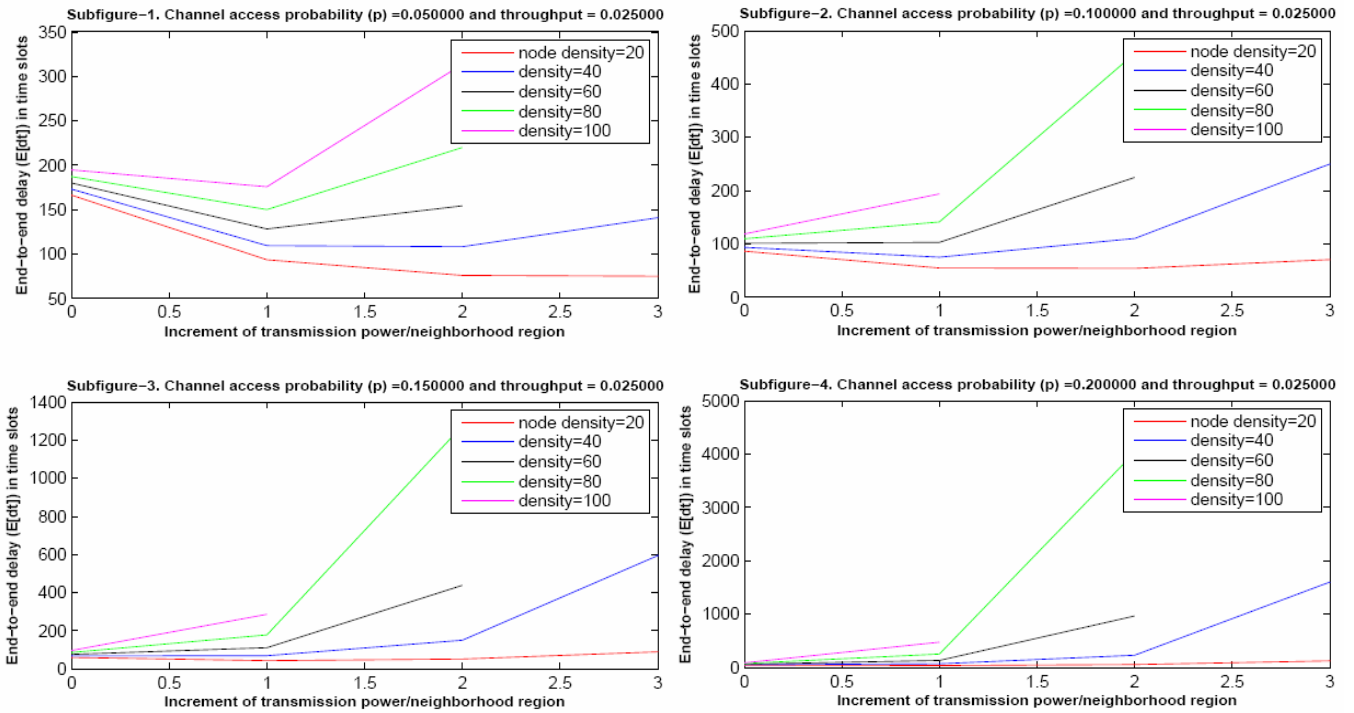 Subfigure−1. Channel access probability (p) =0.050000 and throughput = 0.025000
End−to−end delay (E[dt]) in time slots
350
300
250
200
150
100
50
node density=20
density=40
density=60
density=80
density=100
0 0.5 1 1.5 2 2.5 3
Increment of transmission power/neighborhood region
Subfigure−2. Channel access probability (p) =0.100000 and throughput = 0.025000
End−to−end delay (E[dt]) in time slots
500
400
300
200
100
0
node density=20
density=40
density=60
density=80
density=100
0 0.5 1 1.5 2 2.5 3
Increment of transmission power/neighborhood region
Subfigure−3. Channel access probability (p) =0.150000 and throughput = 0.025000
End−to−end delay (E[dt]) in time slots
1400
1200
1000
800
600
400
200
0
node density=20
density=40
density=60
density=80
density=100
0 0.5 1 1.5 2 2.5 3
Increment of transmission power/neighborhood region
Subfigure−4. Channel access probability (p) =0.200000 and throughput = 0.025000
End−to−end delay (E[dt]) in time slots
5000
4000
3000
2000
1000
0
node density=20
density=40
density=60
density=80
density=100
0 0.5 1 1.5 2 2.5 3
Increment of transmission power/neighborhood region